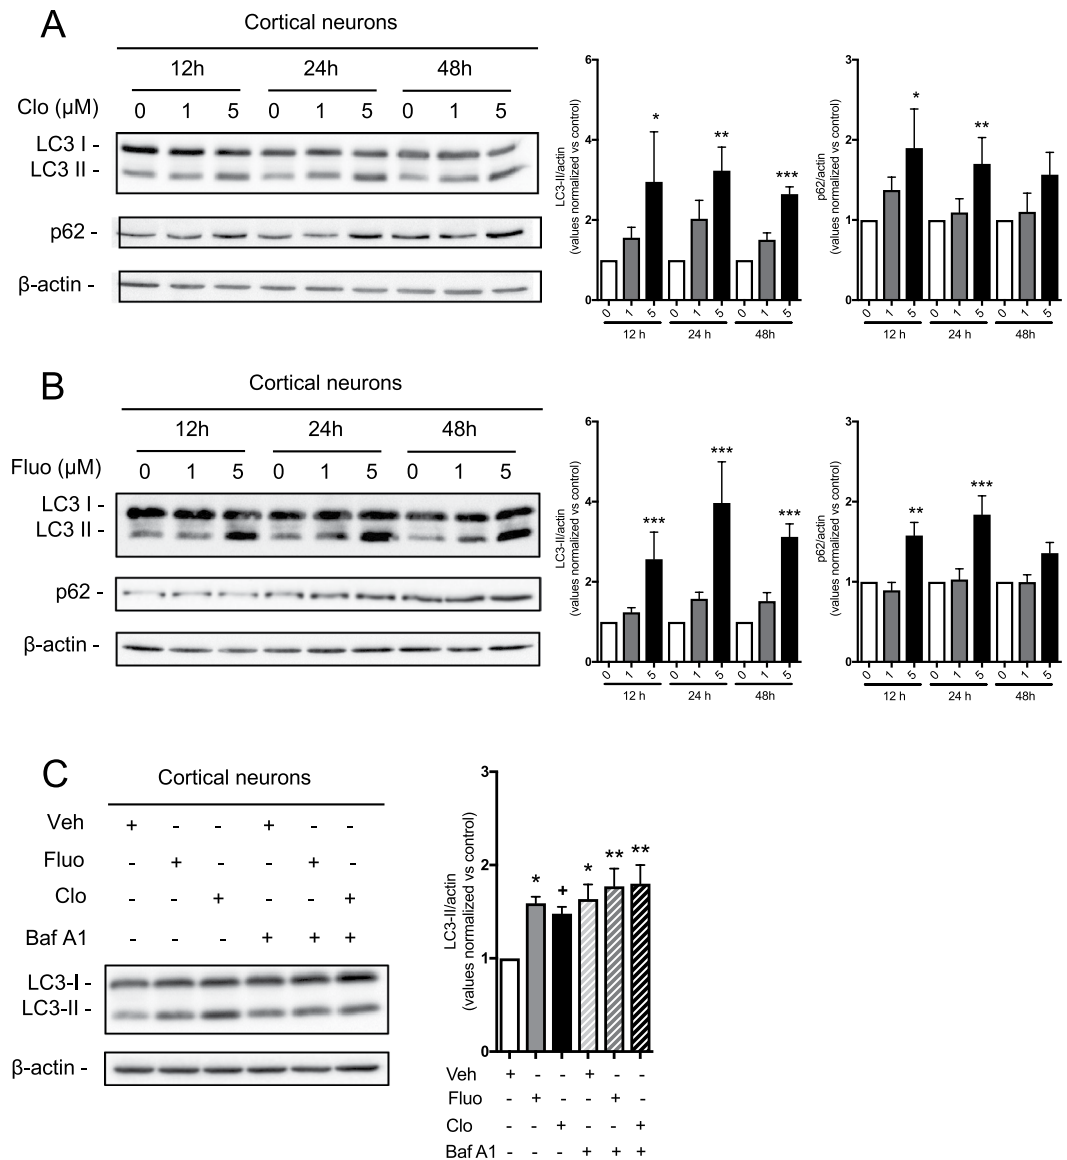 A
Cortical neurons
12h 24h 48h
Clo (µM) 0 1 5 0 1 5 0 1 5
LC3 I -
LC3 II -
p62 -
β-actin -
LC3-II/actin
(values normalized vs control)
6
4
2
0
* ** ***
0 1 5 0 1 5 0 1 5
12 h 24 h 48h
p62/actin
(values normalized vs control)
3
2
1
0
* **
0 1 5 0 1 5 0 1 5
12 h 24 h 48h
B
Cortical neurons
12h 24h 48h
Fluo (µM) 0 1 5 0 1 5 0 1 5
LC3 I -
LC3 II -
p62 -
β-actin -
LC3-II/actin
(values normalized vs control)
6
4
2
0
*** *** ***
0 1 5 0 1 5 0 1 5
12 h 24 h 48h
p62/actin
(values normalized vs control)
3
2
1
0
** ***
0 1 5 0 1 5 0 1 5
12 h 24 h 48h
C
Cortical neurons
Veh + - - + - -
Fluo - + - - + -
Clo - - + - - +
Baf A1 - - - + + +
LC3-I -
LC3-II -
β-actin -
LC3-II/actin
(values normalized vs control)
3
2
1
0
* + * ** **
Veh + - - + - -
Fluo - + - - + -
Clo - - + - - +
Baf A1 - - - + + +